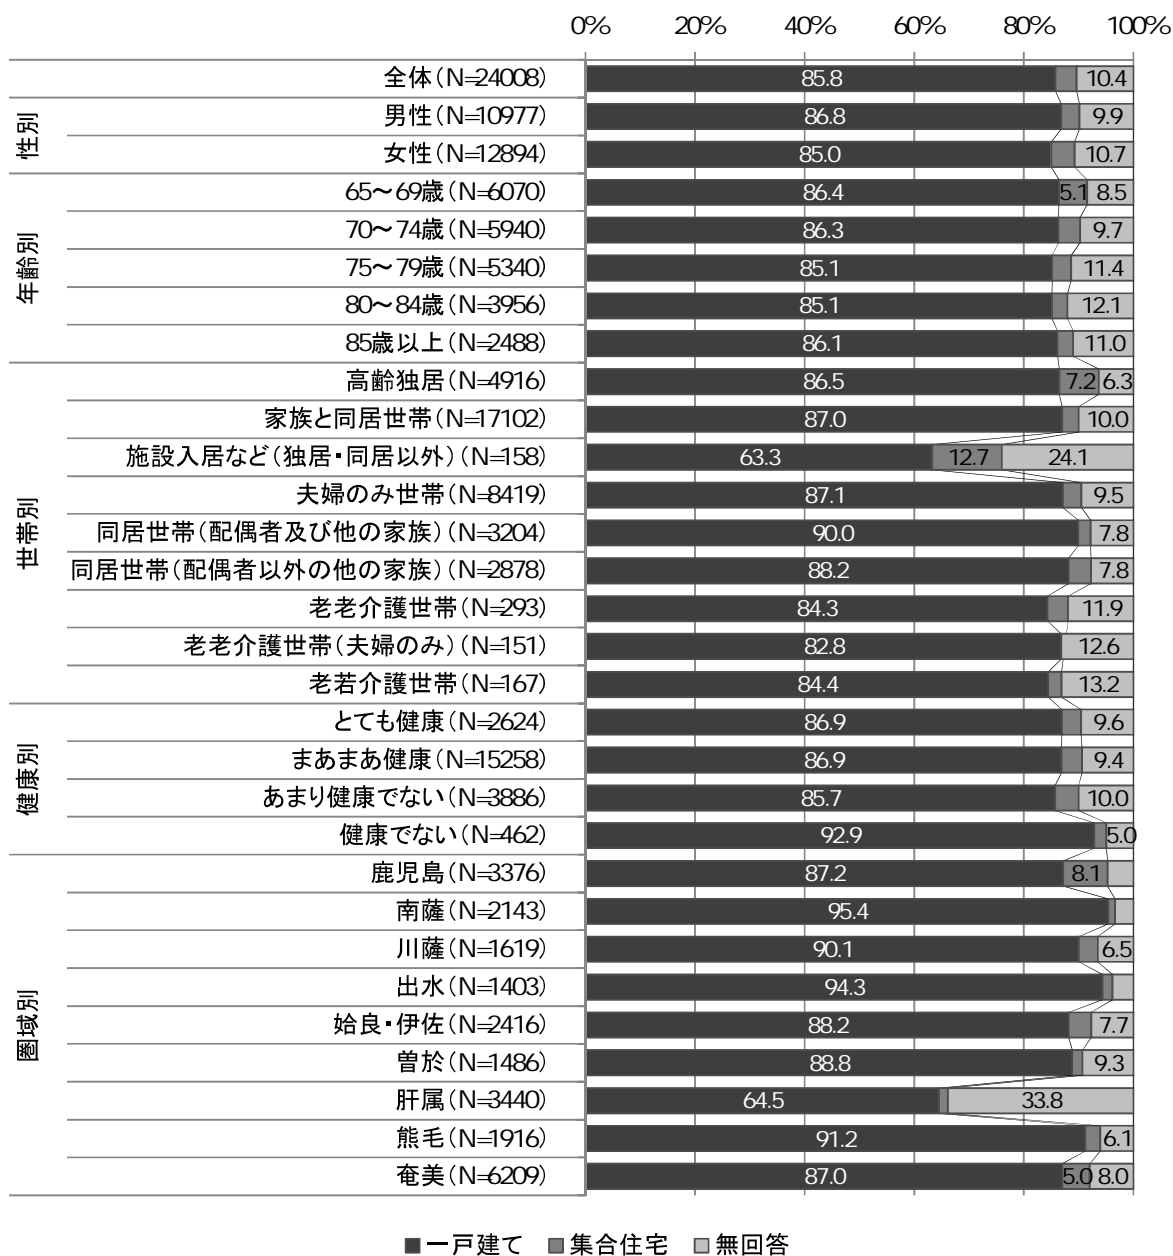 0% 20% 40% 60% 80% 100%
全体(N=24008) 85.8 10.4
性別
男性(N=10977) 86.8 9.9
女性(N=12894) 85.0 10.7
年齢別
65～69歳(N=6070) 86.4 5.1 8.5
70～74歳(N=5940) 86.3 9.7
75～79歳(N=5340) 85.1 11.4
80～84歳(N=3956) 85.1 12.1
85歳以上(N=2488) 86.1 11.0
世帯別
高齢独居(N=4916) 86.5 7.2 6.3
家族と同居世帯(N=17102) 87.0 10.0
施設入居など(独居・同居以外)(N=158) 63.3 12.7 24.1
夫婦のみ世帯(N=8419) 87.1 9.5
同居世帯(配偶者及び他の家族)(N=3204) 90.0 7.8
同居世帯(配偶者以外の他の家族)(N=2878) 88.2 7.8
老老介護世帯(N=293) 84.3 11.9
老老介護世帯(夫婦のみ)(N=151) 82.8 12.6
老若介護世帯(N=167) 84.4 13.2
健康別
とても健康(N=2624) 86.9 9.6
まあまあ健康(N=15258) 86.9 9.4
あまり健康でない(N=3886) 85.7 10.0
健康でない(N=462) 92.9 5.0
圏域別
鹿児島(N=3376) 87.2 8.1
南薩(N=2143) 95.4
川薩(N=1619) 90.1 6.5
出水(N=1403) 94.3
姶良・伊佐(N=2416) 88.2 7.7
曽於(N=1486) 88.8 9.3
肝属(N=3440) 64.5 33.8
熊毛(N=1916) 91.2 6.1
奄美(N=6209) 87.0 5.0 8.0
一戸建て 集合住宅 無回答